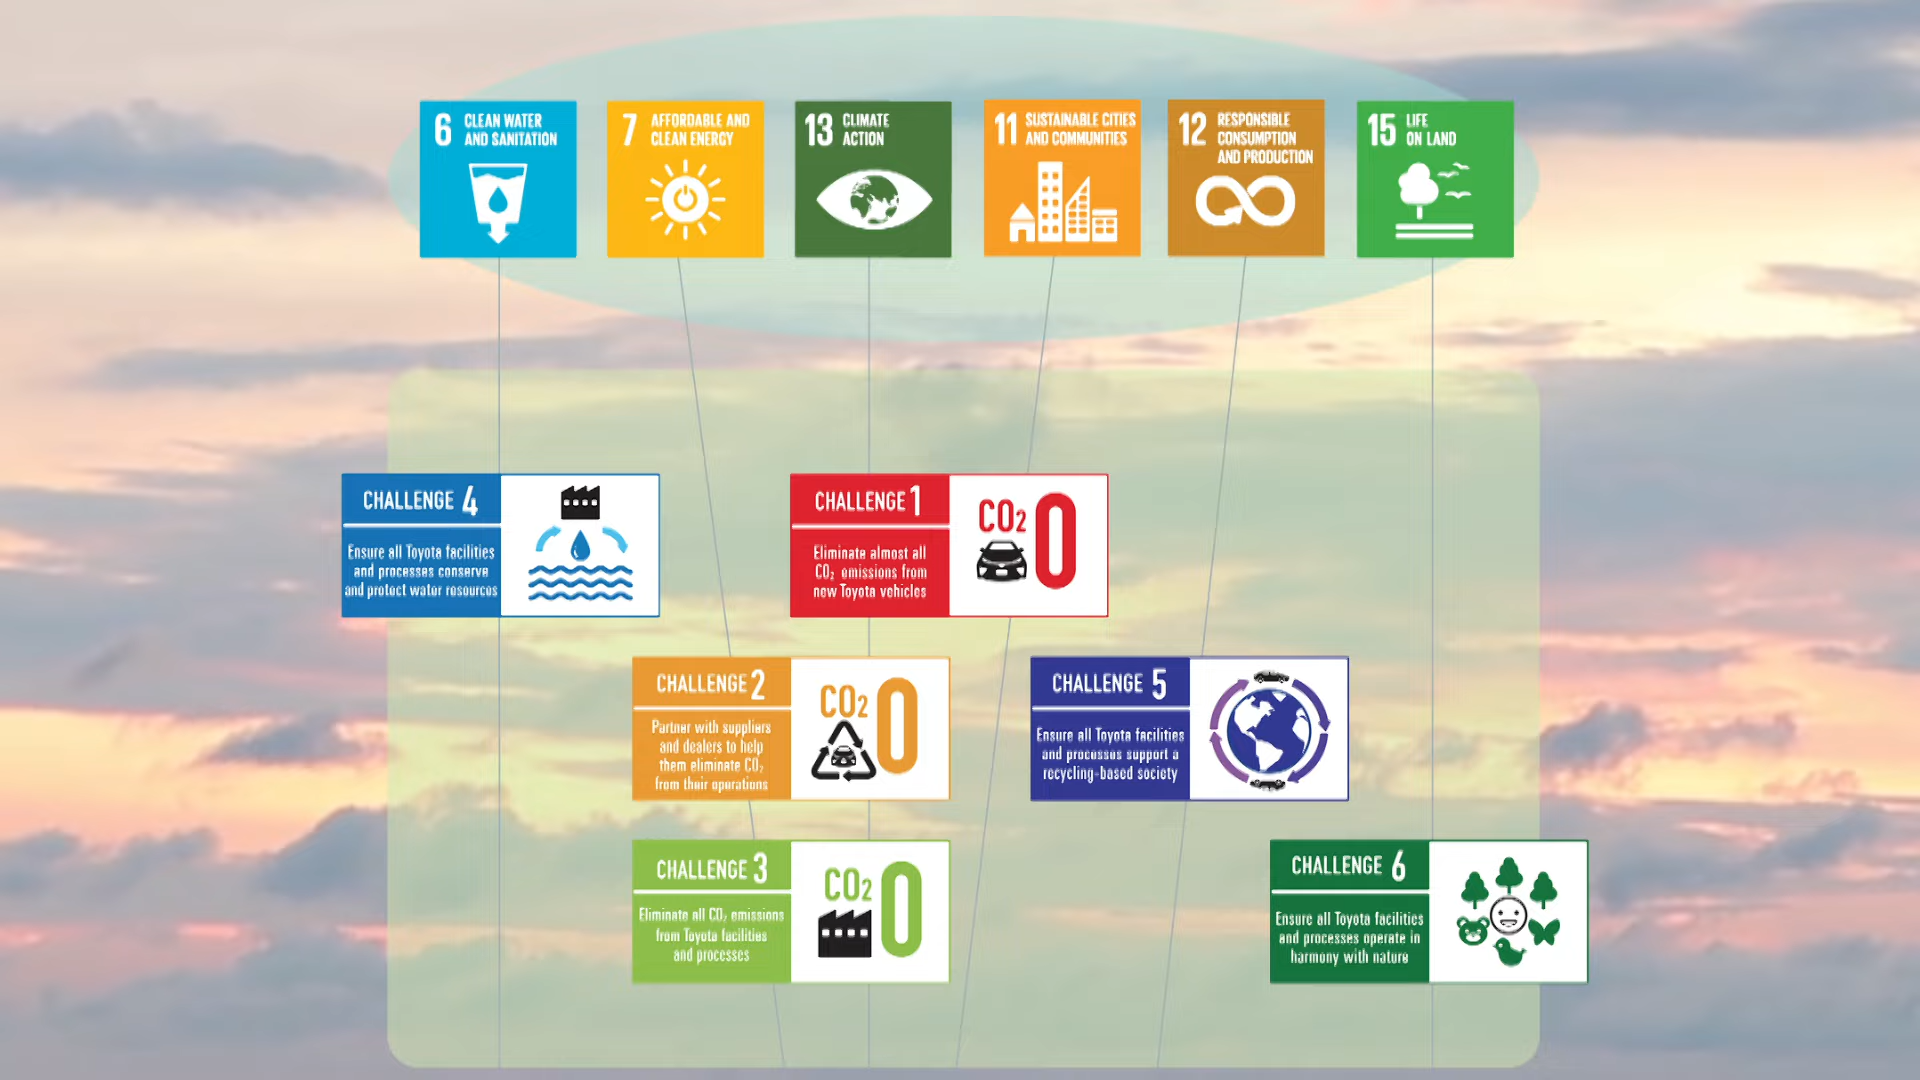 6 CLEAN WATER
AND SANITATION
7 AFFORDABLE AND
CLEAN ENERGY
13 CLIMATE
ACTION
11 SUSTAINABLE CITIES
AND COMMUNITIES
12 RESPONSIBLE
CONSUMPTION
AND PRODUCTION
15 LIFE
ON LAND
CHALLENGE 4
Ensure all Toyota facilities
and processes conserve
and protect water resources
CHALLENGE 1
Eliminate almost all
CO₂ emissions from
new Toyota vehicles
CO₂ 0
CHALLENGE 2
Partner with suppliers
and dealers to help
them eliminate CO₂
from their operations
CO₂ 0
CHALLENGE 5
Ensure all Toyota facilities
and processes support a
recycling-based society
CHALLENGE 3
Eliminate all CO₂ emissions
from Toyota facilities
and processes
CO₂ 0
CHALLENGE 6
Ensure all Toyota facilities
and processes operate in
harmony with nature